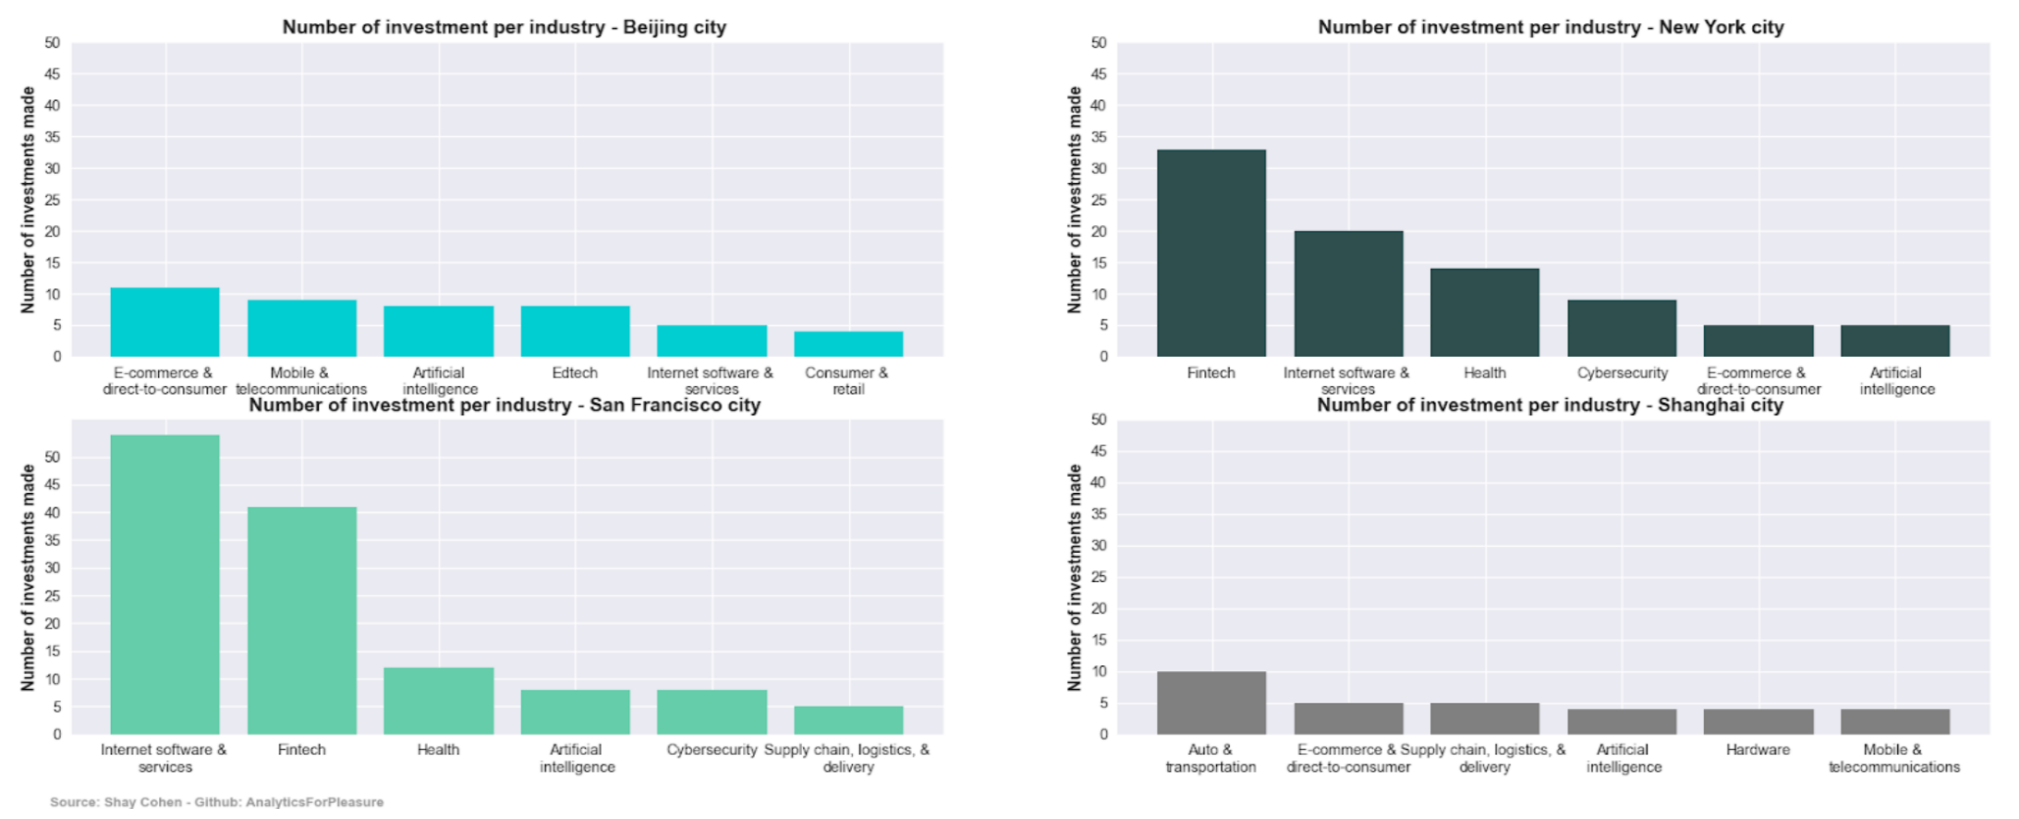 Number of investment per industry - Beijing city
Number of investments made
50
45
40
35
30
25
20
15
10
5
0
E-commerce &
direct-to-consumer
Mobile &
telecommunications
Artificial
intelligence
Edtech
Internet software &
services
Consumer &
retail
Number of investment per industry - New York city
Number of investments made
50
45
40
35
30
25
20
15
10
5
0
Fintech
Internet software &
services
Health
Cybersecurity
E-commerce &
direct-to-consumer
Artificial
intelligence
Number of investment per industry - San Francisco city
Number of investments made
50
45
40
35
30
25
20
15
10
5
0
Internet software &
services
Fintech
Health
Artificial
intelligence
Cybersecurity
Supply chain, logistics, &
delivery
Number of investment per industry - Shanghai city
Number of investments made
50
45
40
35
30
25
20
15
10
5
0
Auto &
transportation
E-commerce &
direct-to-consumer
Supply chain, logistics, &
delivery
Artificial
intelligence
Hardware
Mobile &
telecommunications
Source: Shay Cohen - Github: AnalyticsForPleasure